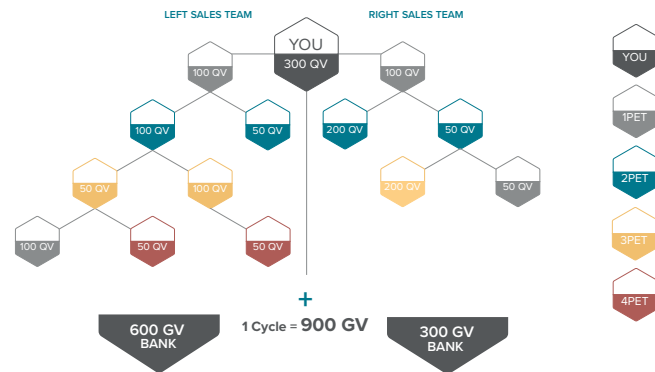 LEFT SALES TEAM
RIGHT SALES TEAM
YOU
300 QV
100 QV
100 QV
100 QV
50 QV
200 QV
50 QV
50 QV
100 QV
200 QV
50 QV
100 QV
50 QV
50 QV
+
1 Cycle = 900 GV
600 GV
BANK
300 GV
BANK
YOU
1PET
2PET
3PET
4PET